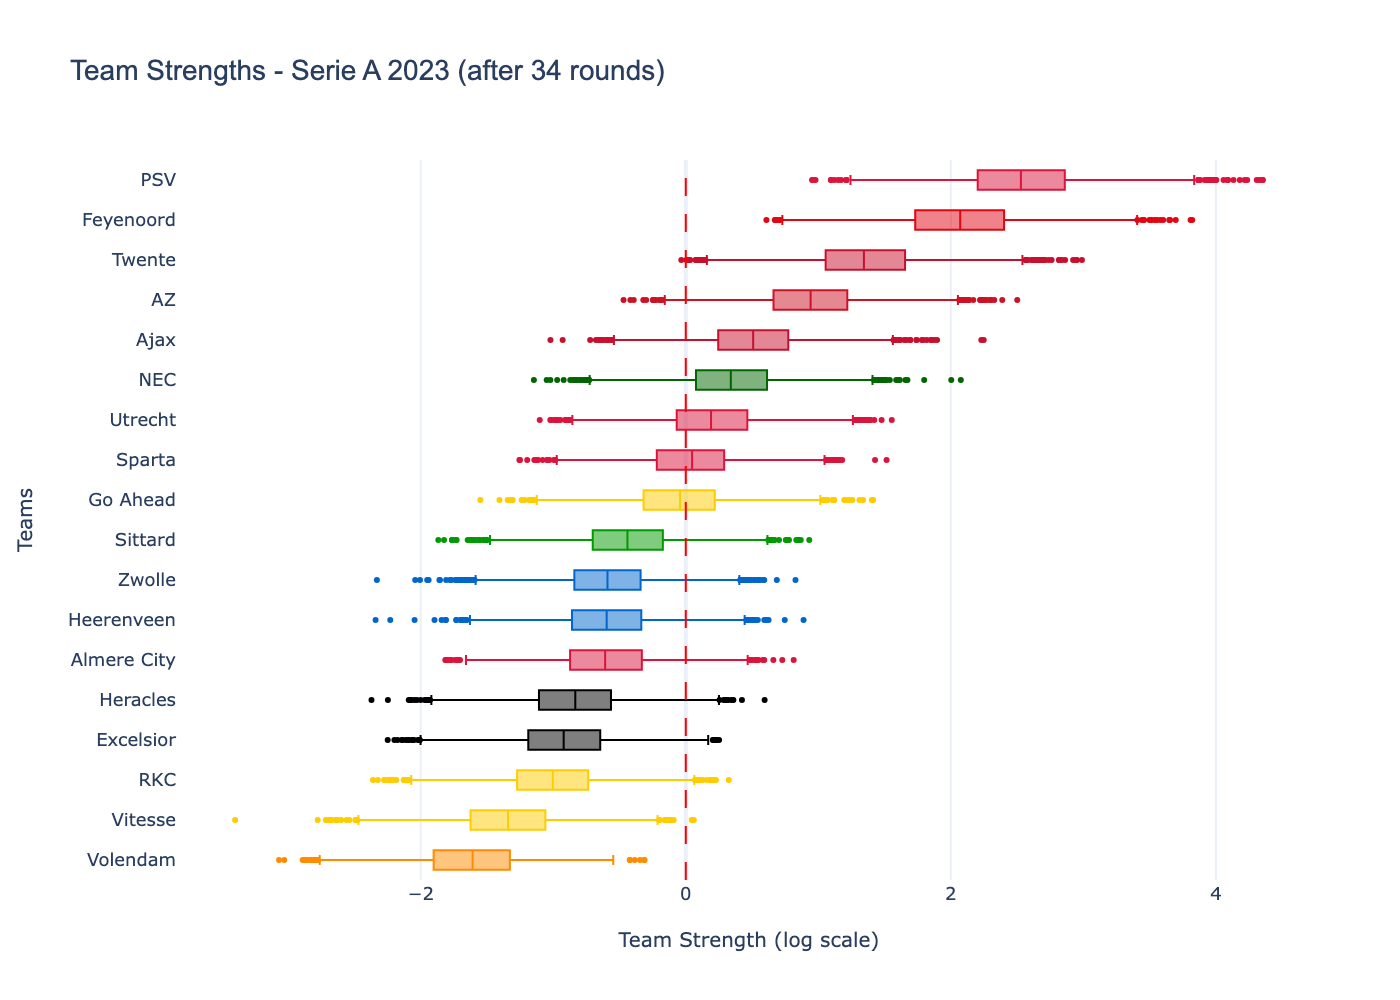 Team Strengths - Serie A 2023 (after 34 rounds)
PSV
Feyenoord
Twente
AZ
Ajax
NEC
Utrecht
Sparta
Go Ahead
Sittard
Zwolle
Heerenveen
Almere City
Heracles
Excelsior
RKC
Vitesse
Volendam
Teams
−2
0
2
4
Team Strength (log scale)